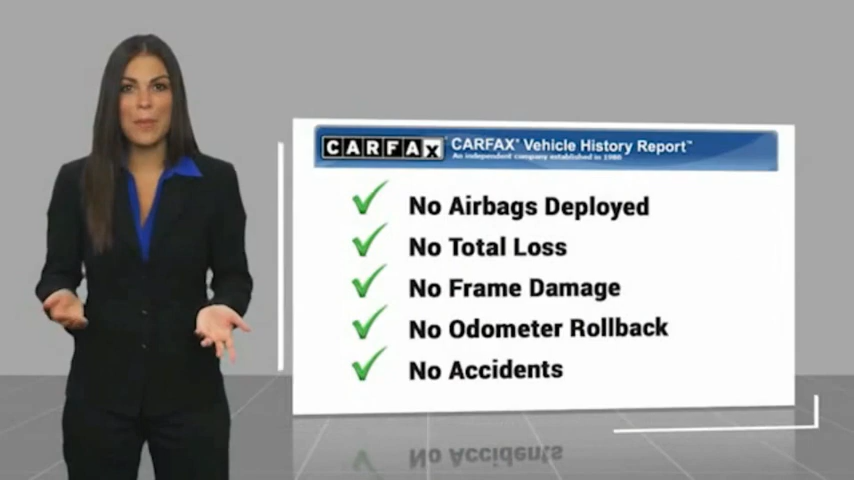 CARFAX CARFAX® Vehicle History Report™
An independent company established in 1986
No Airbags Deployed
No Total Loss
No Frame Damage
No Odometer Rollback
No Accidents
No Accidents